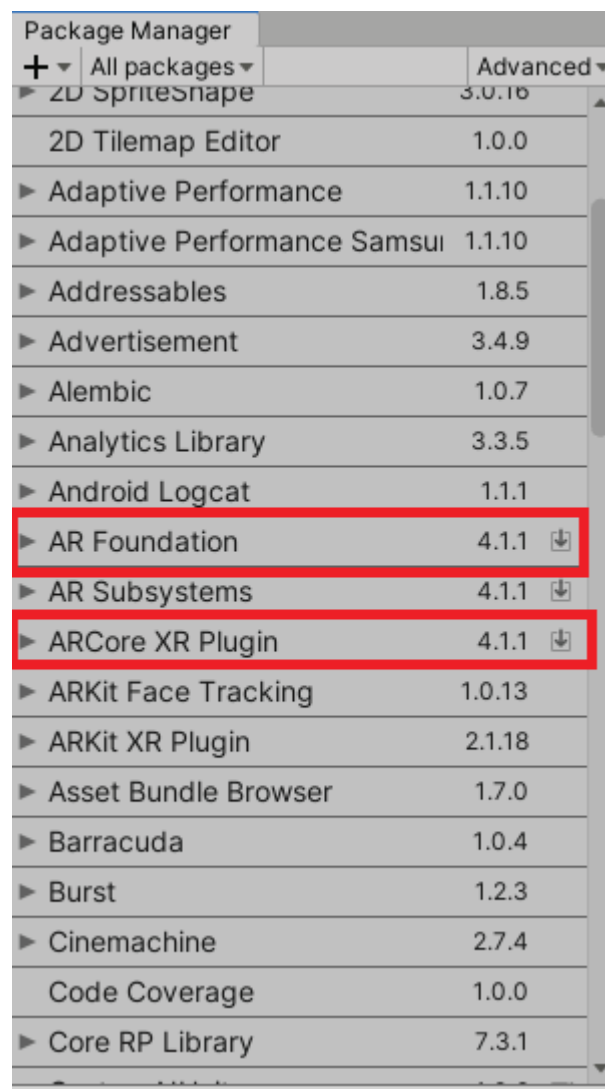 Package Manager
+ All packages Advanced
2D SpriteShape 3.0.16
2D Tilemap Editor 1.0.0
Adaptive Performance 1.1.10
Adaptive Performance Samsu 1.1.10
Addressables 1.8.5
Advertisement 3.4.9
Alembic 1.0.7
Analytics Library 3.3.5
Android Logcat 1.1.1
AR Foundation 4.1.1
AR Subsystems 4.1.1
ARCore XR Plugin 4.1.1
ARKit Face Tracking 1.0.13
ARKit XR Plugin 2.1.18
Asset Bundle Browser 1.7.0
Barracuda 1.0.4
Burst 1.2.3
Cinemachine 2.7.4
Code Coverage 1.0.0
Core RP Library 7.3.1